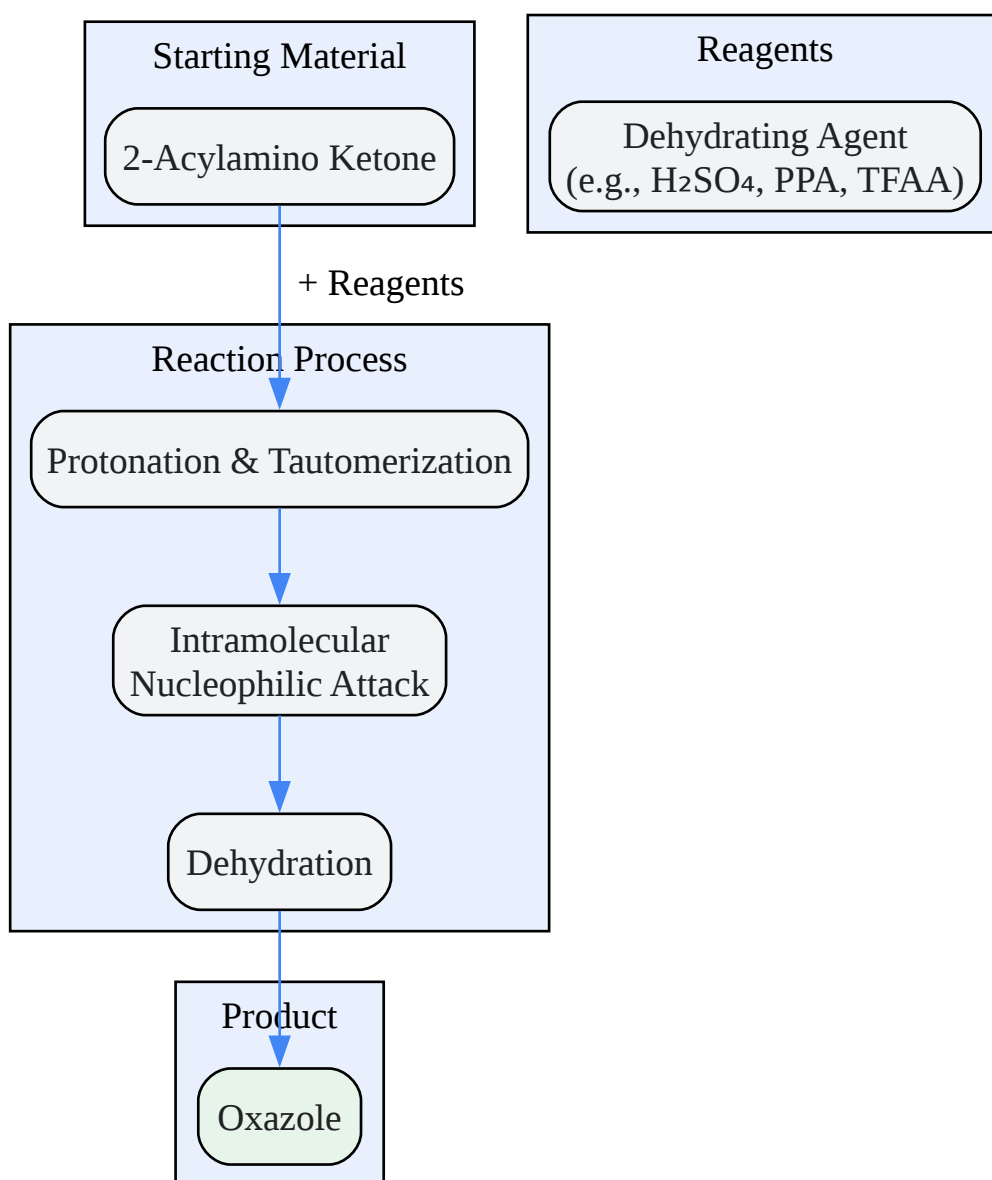 Starting Material
2-Acylamino Ketone
Reagents
Dehydrating Agent
(e.g., H₂SO₄, PPA, TFAA)
+ Reagents
Reaction Process
Protonation & Tautomerization
Intramolecular
Nucleophilic Attack
Dehydration
Product
Oxazole